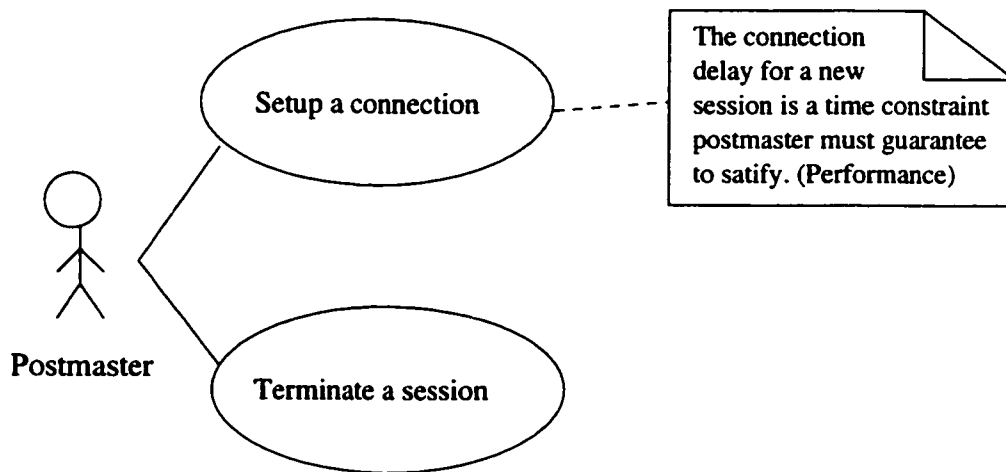 The connection
delay for a new
session is a time constraint
postmaster must guarantee
to satify. (Performance)
Setup a connection
Postmaster
Terminate a session